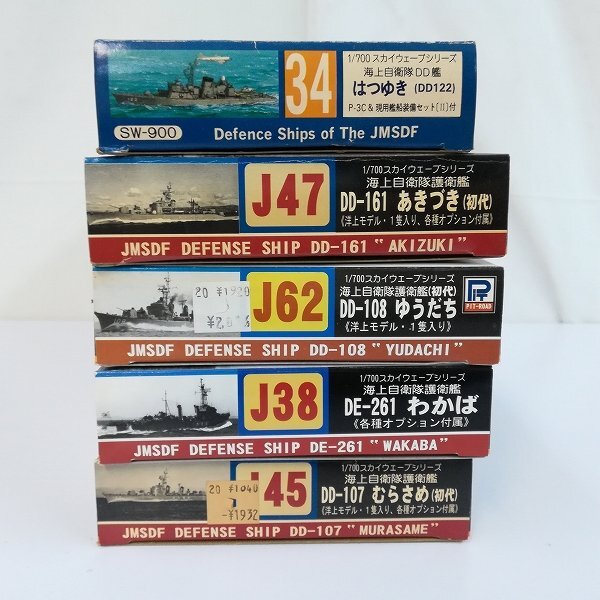 34
1/700 スカイウェーブシリーズ
海上自衛隊DD艦
はつゆき (DD122)
P-3C & 現用艦船装備セット〔II〕付
SW-900
Defence Ships of The JMSDF
J47
1/700スカイウェーブシリーズ
海上自衛隊護衛艦
DD-161 あきづき(初代)
《洋上モデル・1隻入り、各種オプション付属》
JMSDF DEFENSE SHIP DD-161 "AKIZUKI"
20 ¥1920
J62
1/700スカイウェーブシリーズ
海上自衛隊護衛艦(初代)
DD-108 ゆうだち
《洋上モデル・1隻入り》
PIT-ROAD
JMSDF DEFENSE SHIP DD-108 "YUDACHI"
J38
1/700スカイウェーブシリーズ
海上自衛隊護衛艦
DE-261 わかば
《各種オプション付属》
JMSDF DEFENSE SHIP DE-261 "WAKABA"
20 ¥1040
-¥1932
J45
1/700スカイウェーブシリーズ
海上自衛隊護衛艦
DD-107 むらさめ(初代)
《洋上モデル・1隻入り、各種オプション付属》
JMSDF DEFENSE SHIP DD-107 "MURASAME"